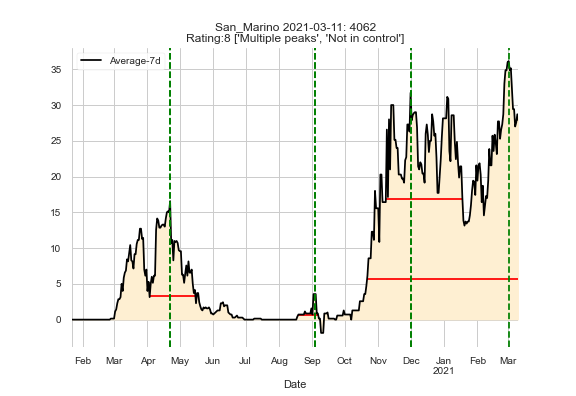 San_Marino 2021-03-11: 4062
Rating:8 ['Multiple peaks', 'Not in control']
Average-7d
35
30
25
20
15
10
5
0
Feb Mar Apr May Jun Jul Aug Sep Oct Nov Dec Jan Feb Mar
2021
Date